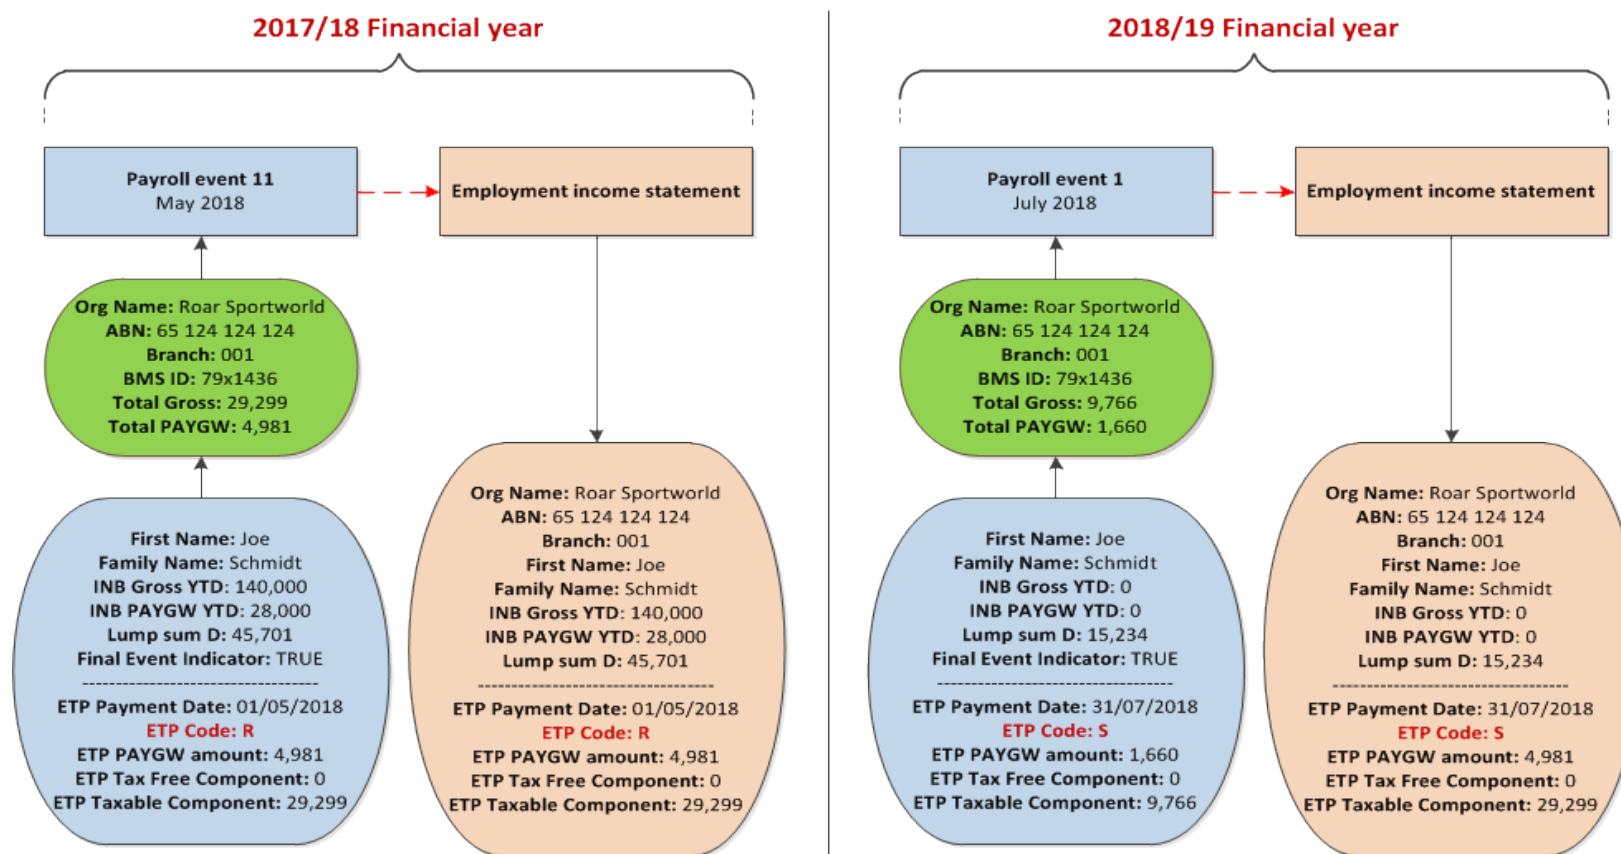 2017/18 Financial year
Payroll event 11
May 2018
Employment income statement
Org Name: Roar Sportworld
ABN: 65 124 124 124
Branch: 001
BMS ID: 79x1436
Total Gross: 29,299
Total PAYGW: 4,981
First Name: Joe
Family Name: Schmidt
INB Gross YTD: 140,000
INB PAYGW YTD: 28,000
Lump sum D: 45,701
Final Event Indicator: TRUE
-----------------------------------
ETP Payment Date: 01/05/2018
ETP Code: R
ETP PAYGW amount: 4,981
ETP Tax Free Component: 0
ETP Taxable Component: 29,299
Org Name: Roar Sportworld
ABN: 65 124 124 124
Branch: 001
First Name: Joe
Family Name: Schmidt
INB Gross YTD: 140,000
INB PAYGW YTD: 28,000
Lump sum D: 45,701
-----------------------------------
ETP Payment Date: 01/05/2018
ETP Code: R
ETP PAYGW amount: 4,981
ETP Tax Free Component: 0
ETP Taxable Component: 29,299
2018/19 Financial year
Payroll event 1
July 2018
Employment income statement
Org Name: Roar Sportworld
ABN: 65 124 124 124
Branch: 001
BMS ID: 79x1436
Total Gross: 9,766
Total PAYGW: 1,660
First Name: Joe
Family Name: Schmidt
INB Gross YTD: 0
INB PAYGW YTD: 0
Lump sum D: 15,234
Final Event Indicator: TRUE
-----------------------------------
ETP Payment Date: 31/07/2018
ETP Code: S
ETP PAYGW amount: 1,660
ETP Tax Free Component: 0
ETP Taxable Component: 9,766
Org Name: Roar Sportworld
ABN: 65 124 124 124
Branch: 001
First Name: Joe
Family Name: Schmidt
INB Gross YTD: 0
INB PAYGW YTD: 0
Lump sum D: 15,234
-----------------------------------
ETP Payment Date: 31/07/2018
ETP Code: S
ETP PAYGW amount: 4,981
ETP Tax Free Component: 0
ETP Taxable Component: 29,299